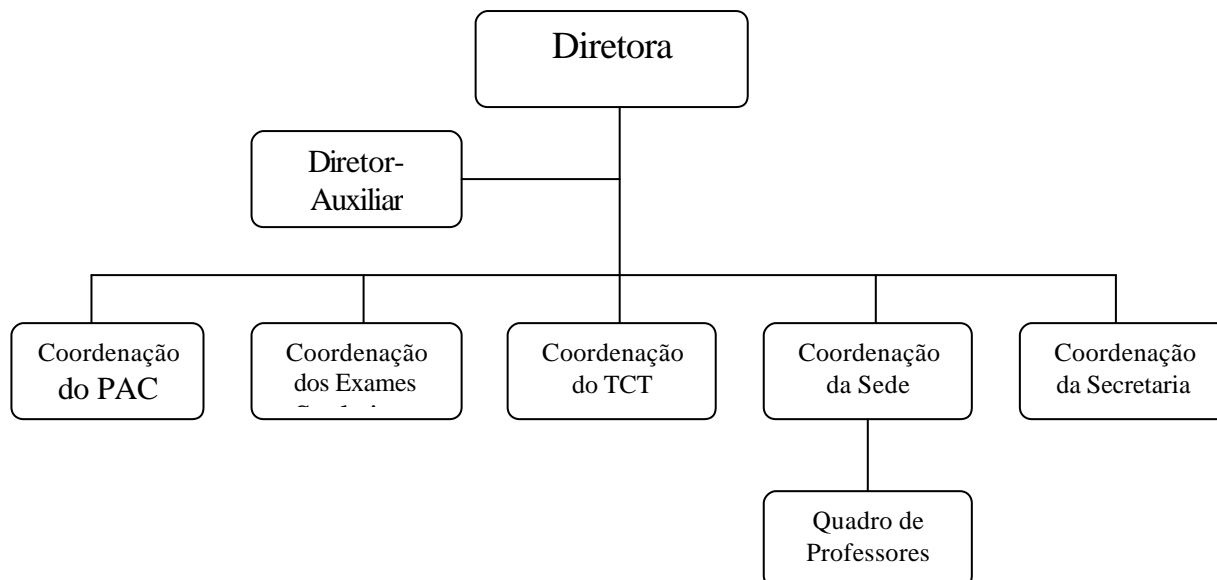 Diretora
Diretor-
Auxiliar
Coordenação
do PAC
Coordenação
dos Exames
Coordenação
do TCT
Coordenação
da Sede
Coordenação
da Secretaria
Quadro de
Professores